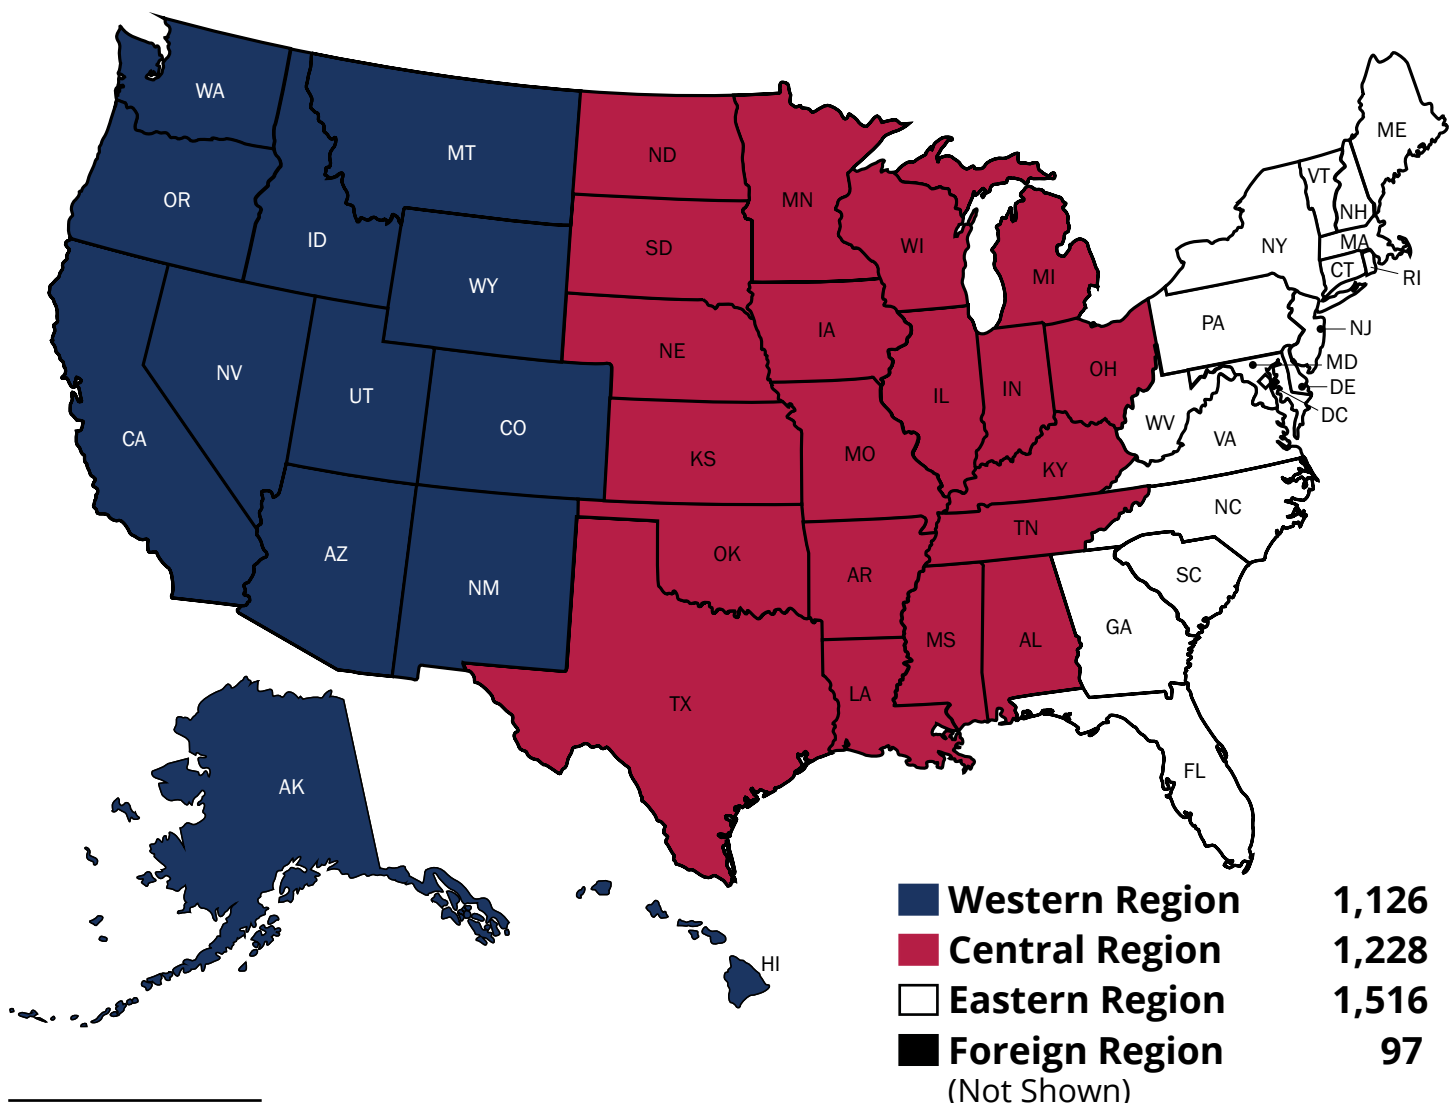 WA
ME
MT
ND
VT
MN
OR
NH
ID
NY
MA
SD
WI
CT
RI
MI
WY
PA
NJ
IA
NE
MD
NV
OH
DE
UT
IN
IL
DC
CO
WV
CA
VA
KS
MO
KY
NC
TN
AZ
OK
AR
SC
NM
GA
MS
AL
LA
TX
FL
AK
HI
Western Region 1,126
Central Region 1,228
Eastern Region 1,516
Foreign Region 97
(Not Shown)